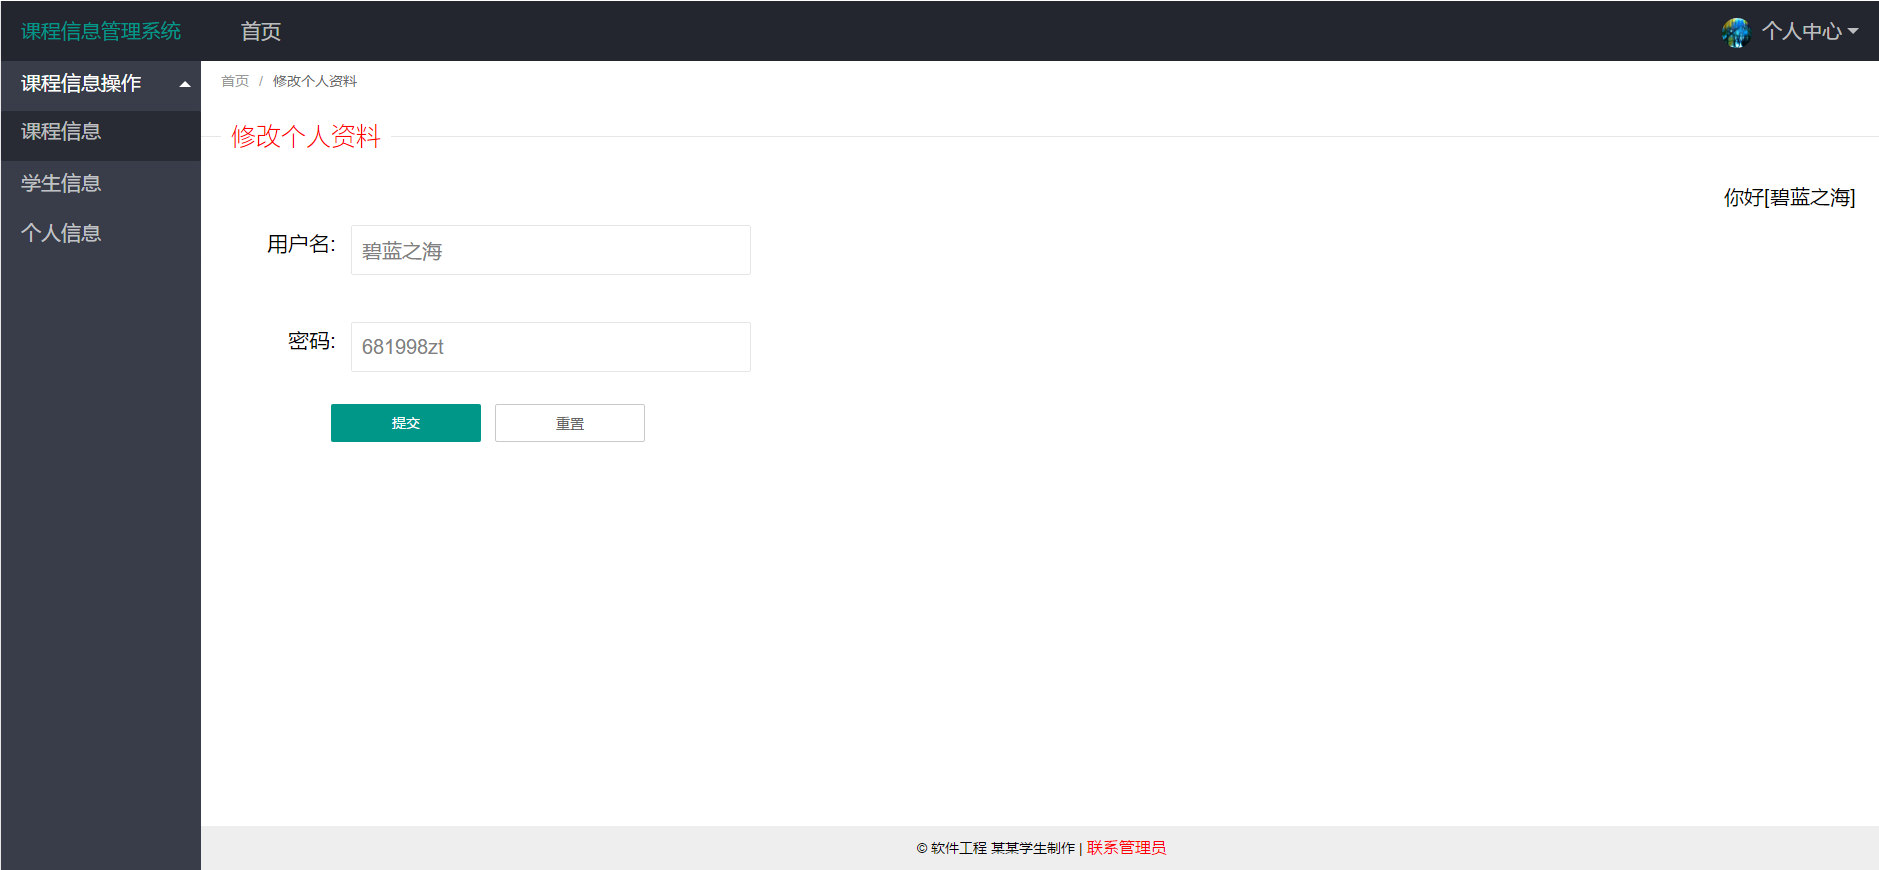 课程信息管理系统
首页
个人中心
课程信息操作
课程信息
学生信息
个人信息
首页 / 修改个人资料
修改个人资料
你好[碧蓝之海]
用户名: 碧蓝之海
密码: 681998zt
提交 重置
© 软件工程 某某学生制作 | 联系管理员